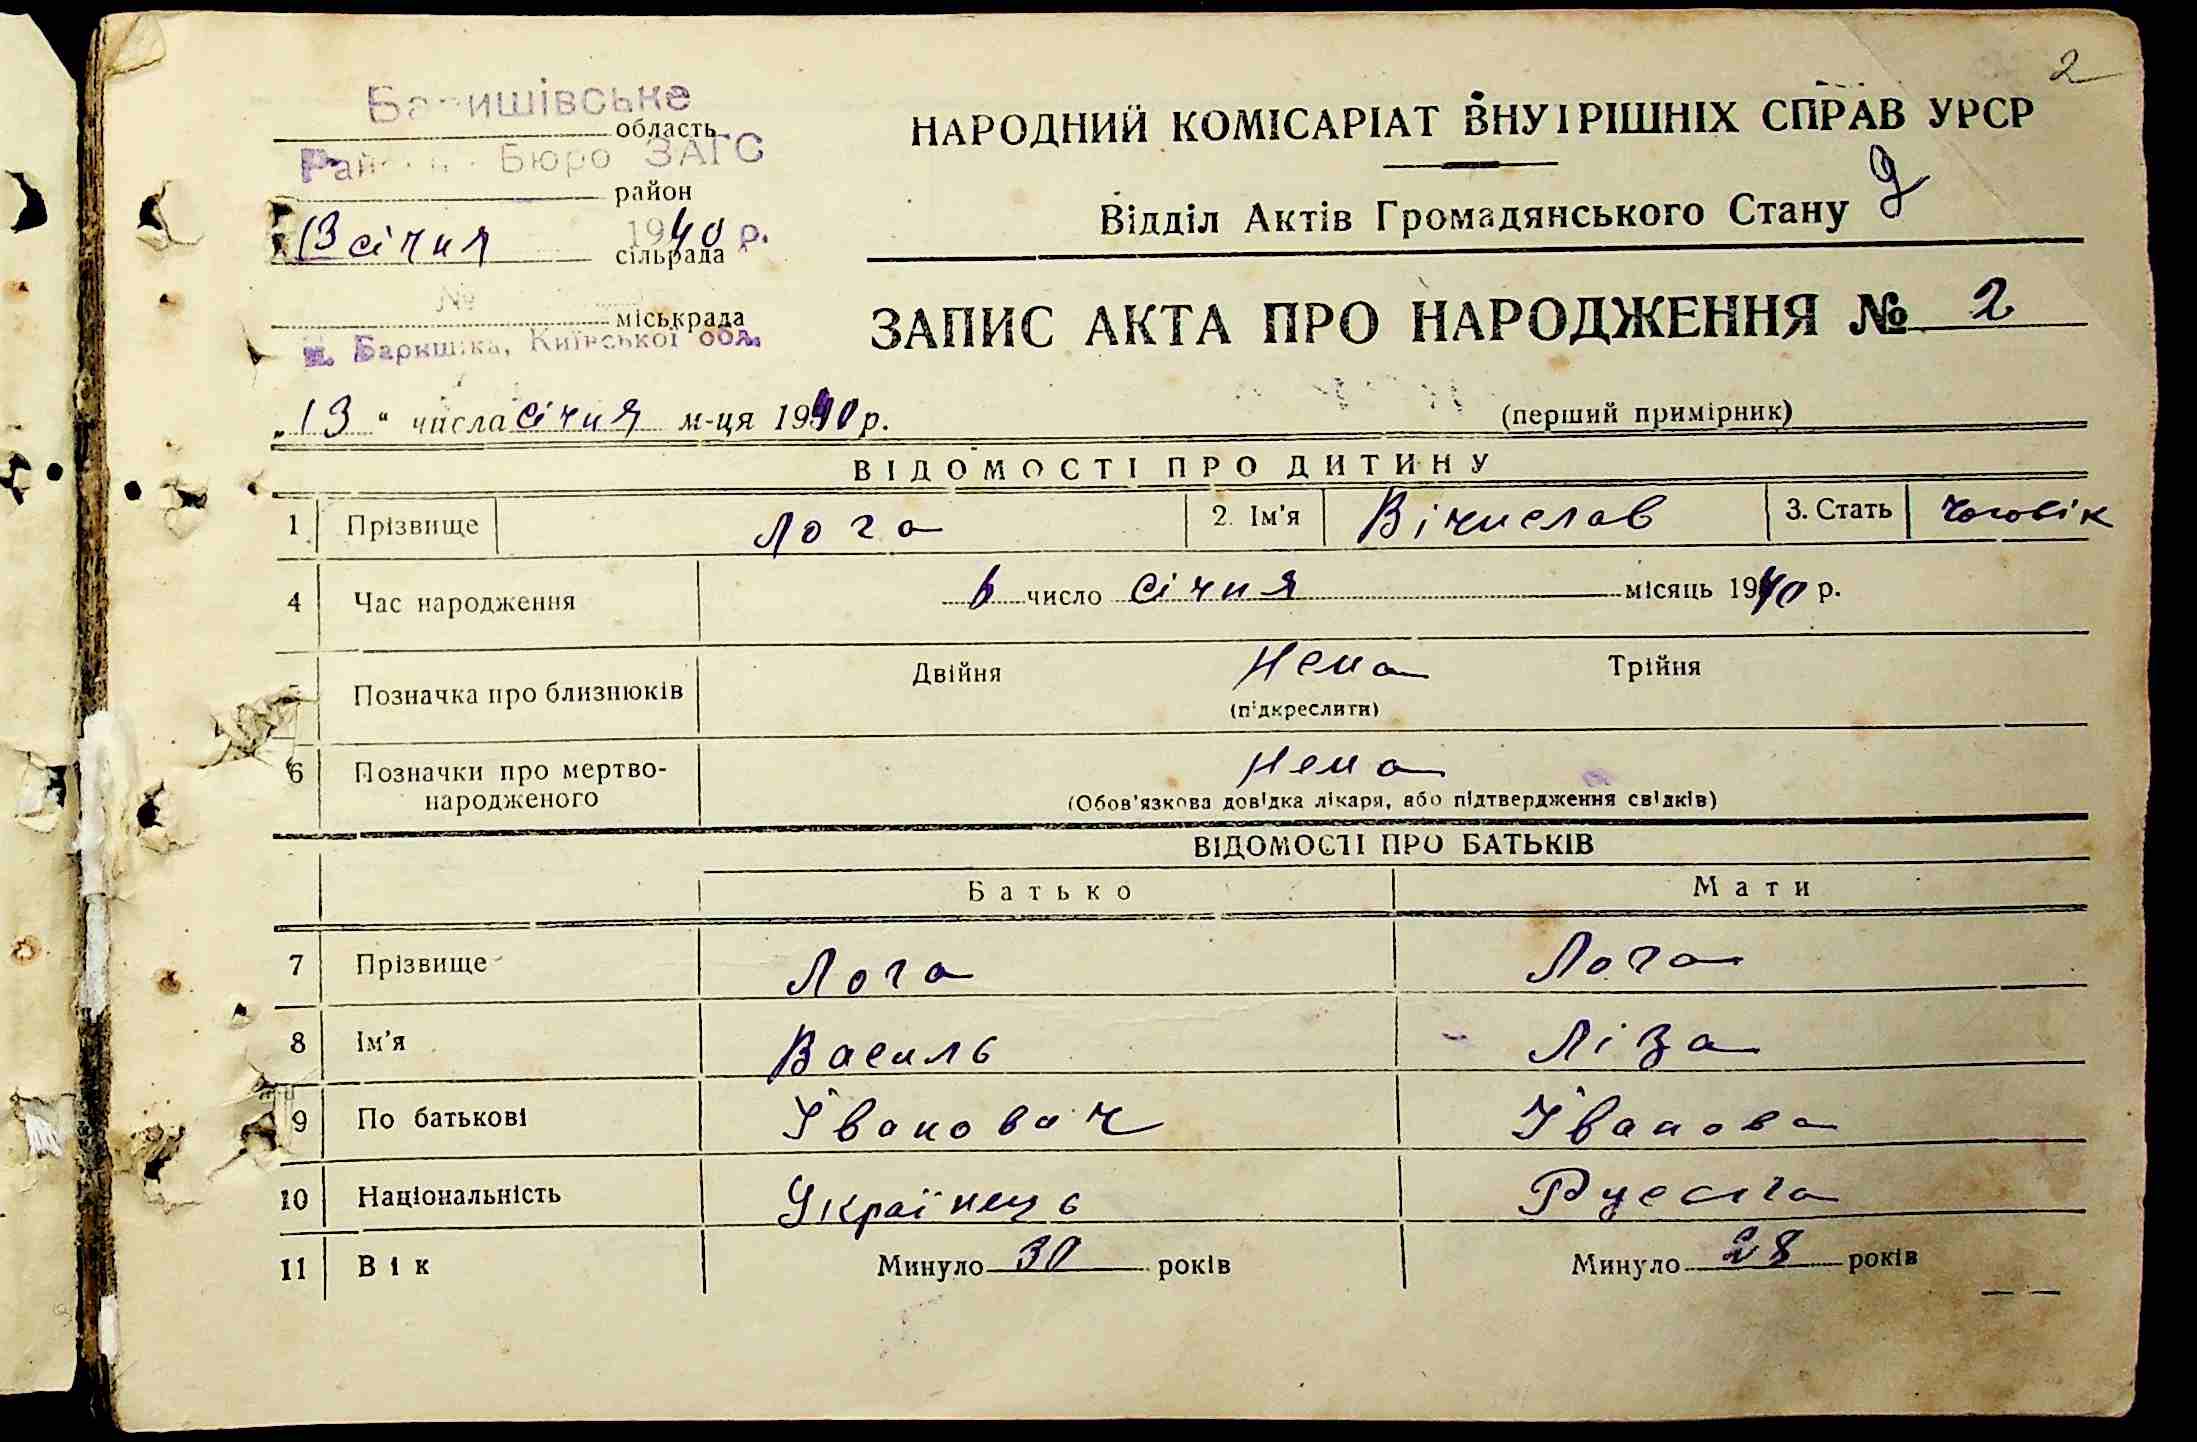 2
Баришівське
область
Бюро ЗАГС
район
13 січня 1940 р.
сільрада
№
міськрада
м. Баришівка, Київської обл.
НАРОДНИЙ КОМІСАРІАТ ВНУТРІШНІХ СПРАВ УРСР
Відділ Актів Громадянського Стану
ЗАПИС АКТА ПРО НАРОДЖЕННЯ № 2
„13“ числа січня м-ця 1940 р.
(перший примірник)
ВІДОМОСТІ ПРО ДИТИНУ
1 Прізвище Лога 2. Ім'я Вічислав 3. Стать Чоловік
4 Час народження 6 число січня місяць 1940 р.
5 Позначка про близнюків Двійня Нема Трійня
(підкреслити)
6 Позначки про мертво-
народженого Нема
(Обов'язкова довідка лікаря, або підтвердження свідків)
ВІДОМОСТІ ПРО БАТЬКІВ
Батько Мати
7 Прізвище Лога Лога
8 Ім'я Василь Ліза
9 По батькові Іванович Іванова
10 Національність Українець
11 Вік Минуло 30 років Минуло 28 років